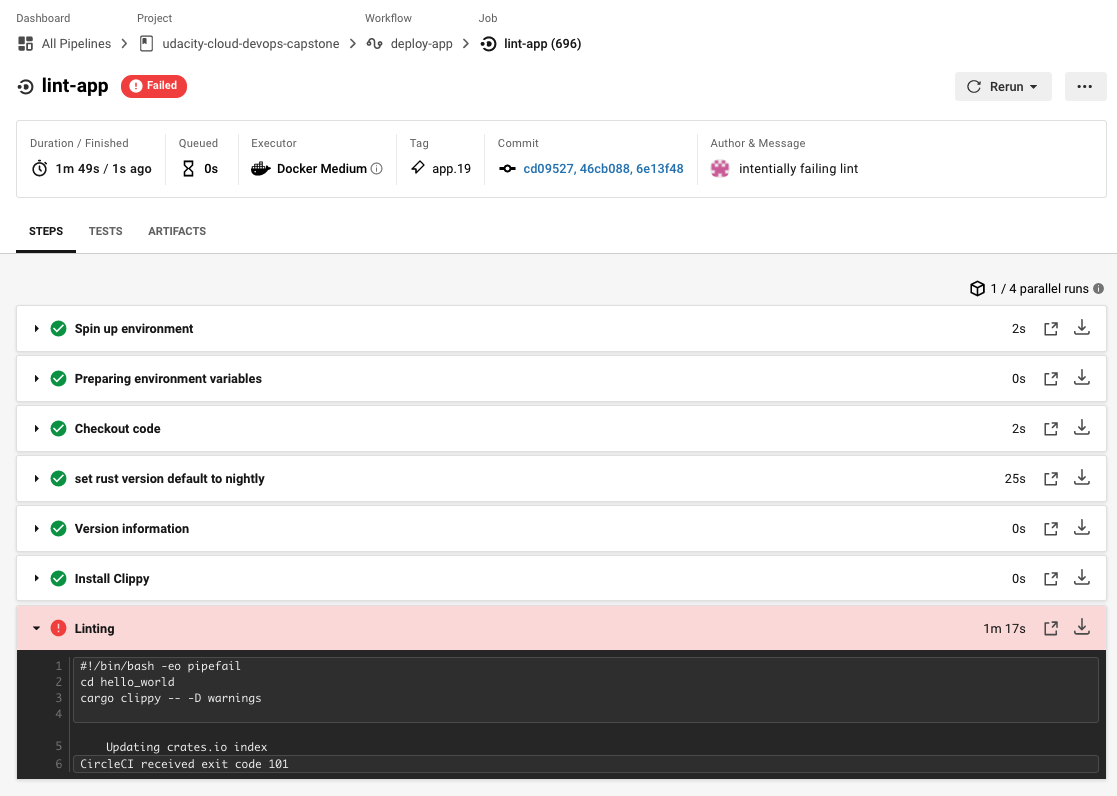 Dashboard Project Workflow Job
All Pipelines udacity-cloud-devops-capstone deploy-app lint-app (696)
lint-app Failed Rerun
Duration / Finished Queued Executor Tag Commit Author & Message
1m 49s / 1s ago 0s Docker Medium app.19 cd09527, 46cb088, 6e13f48 intentially failing lint
STEPS TESTS ARTIFACTS
1 / 4 parallel runs
Spin up environment 2s
Preparing environment variables 0s
Checkout code 2s
set rust version default to nightly 25s
Version information 0s
Install Clippy 0s
Linting 1m 17s
1 #!/bin/bash -eo pipefail
2 cd hello_world
3 cargo clippy -- -D warnings
4
5 Updating crates.io index
6 CircleCI received exit code 101